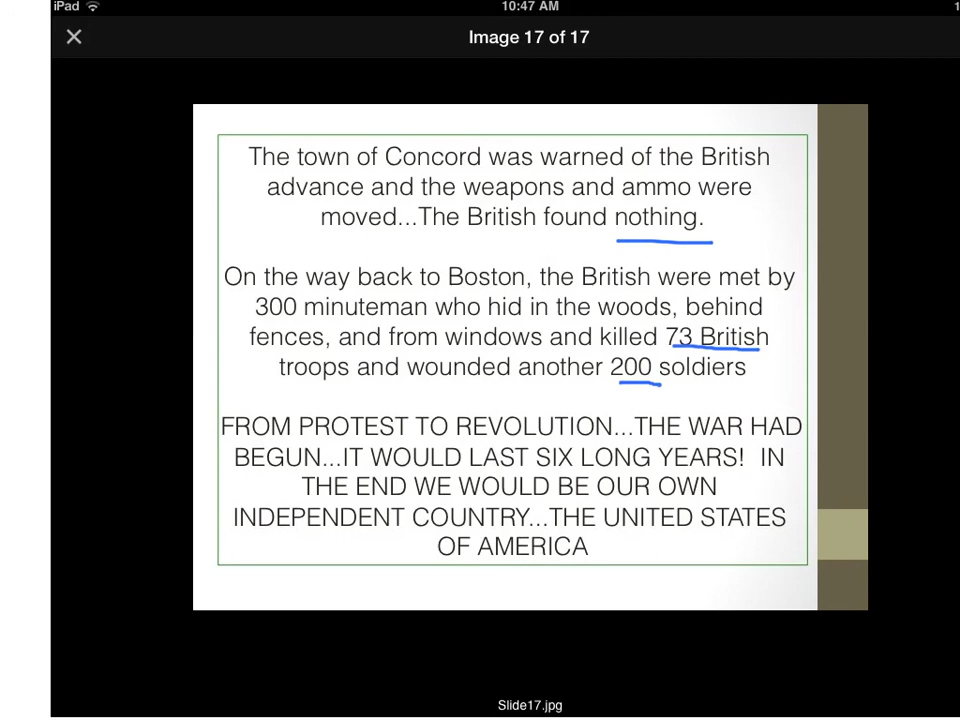 iPad
10:47 AM
1
Image 17 of 17
The town of Concord was warned of the British
advance and the weapons and ammo were
moved...The British found nothing.
On the way back to Boston, the British were met by
300 minuteman who hid in the woods, behind
fences, and from windows and killed 73 British
troops and wounded another 200 soldiers
FROM PROTEST TO REVOLUTION...THE WAR HAD
BEGUN...IT WOULD LAST SIX LONG YEARS!  IN
THE END WE WOULD BE OUR OWN
INDEPENDENT COUNTRY...THE UNITED STATES
OF AMERICA
Slide17.jpg